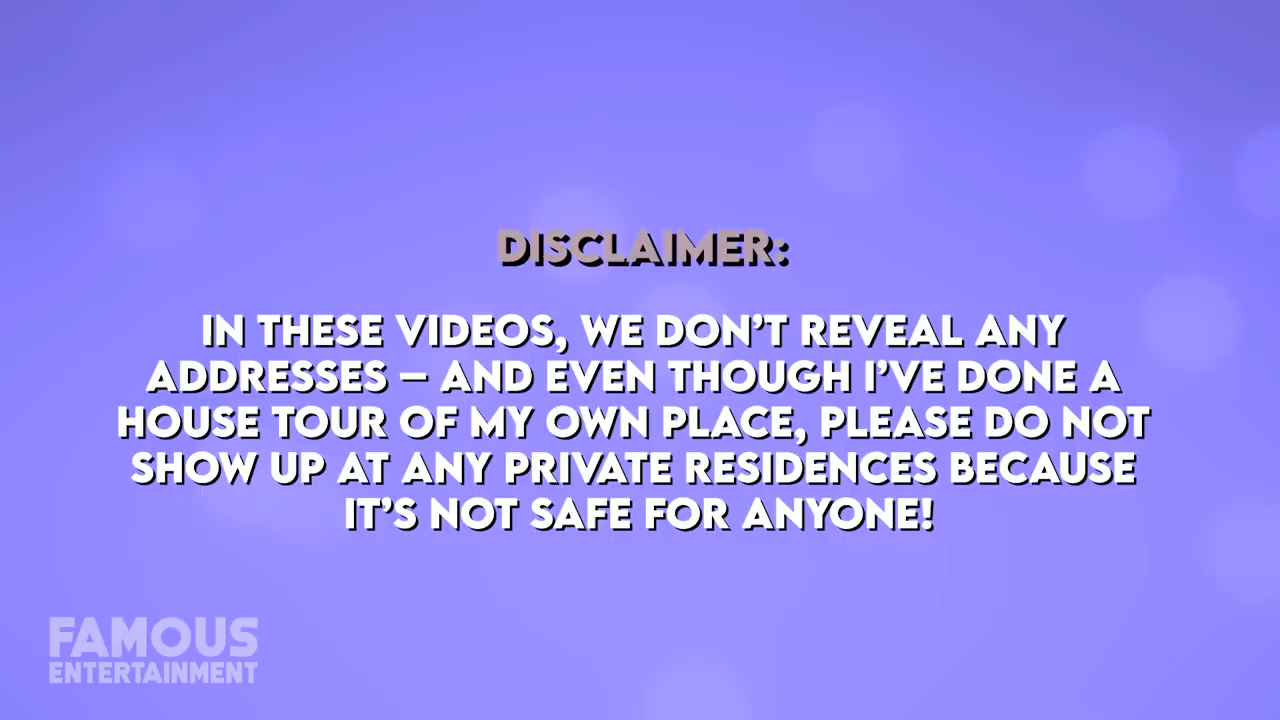 DISCLAIMER:
IN THESE VIDEOS, WE DON'T REVEAL ANY
ADDRESSES – AND EVEN THOUGH I'VE DONE A
HOUSE TOUR OF MY OWN PLACE, PLEASE DO NOT
SHOW UP AT ANY PRIVATE RESIDENCES BECAUSE
IT'S NOT SAFE FOR ANYONE!
FAMOUS
ENTERTAINMENT